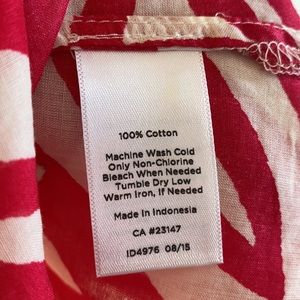 100% Cotton
Machine Wash Cold
Only Non-Chlorine
Bleach When Needed
Tumble Dry Low
Warm Iron, If Needed
Made In Indonesia
CA #23147
ID4976 08/15